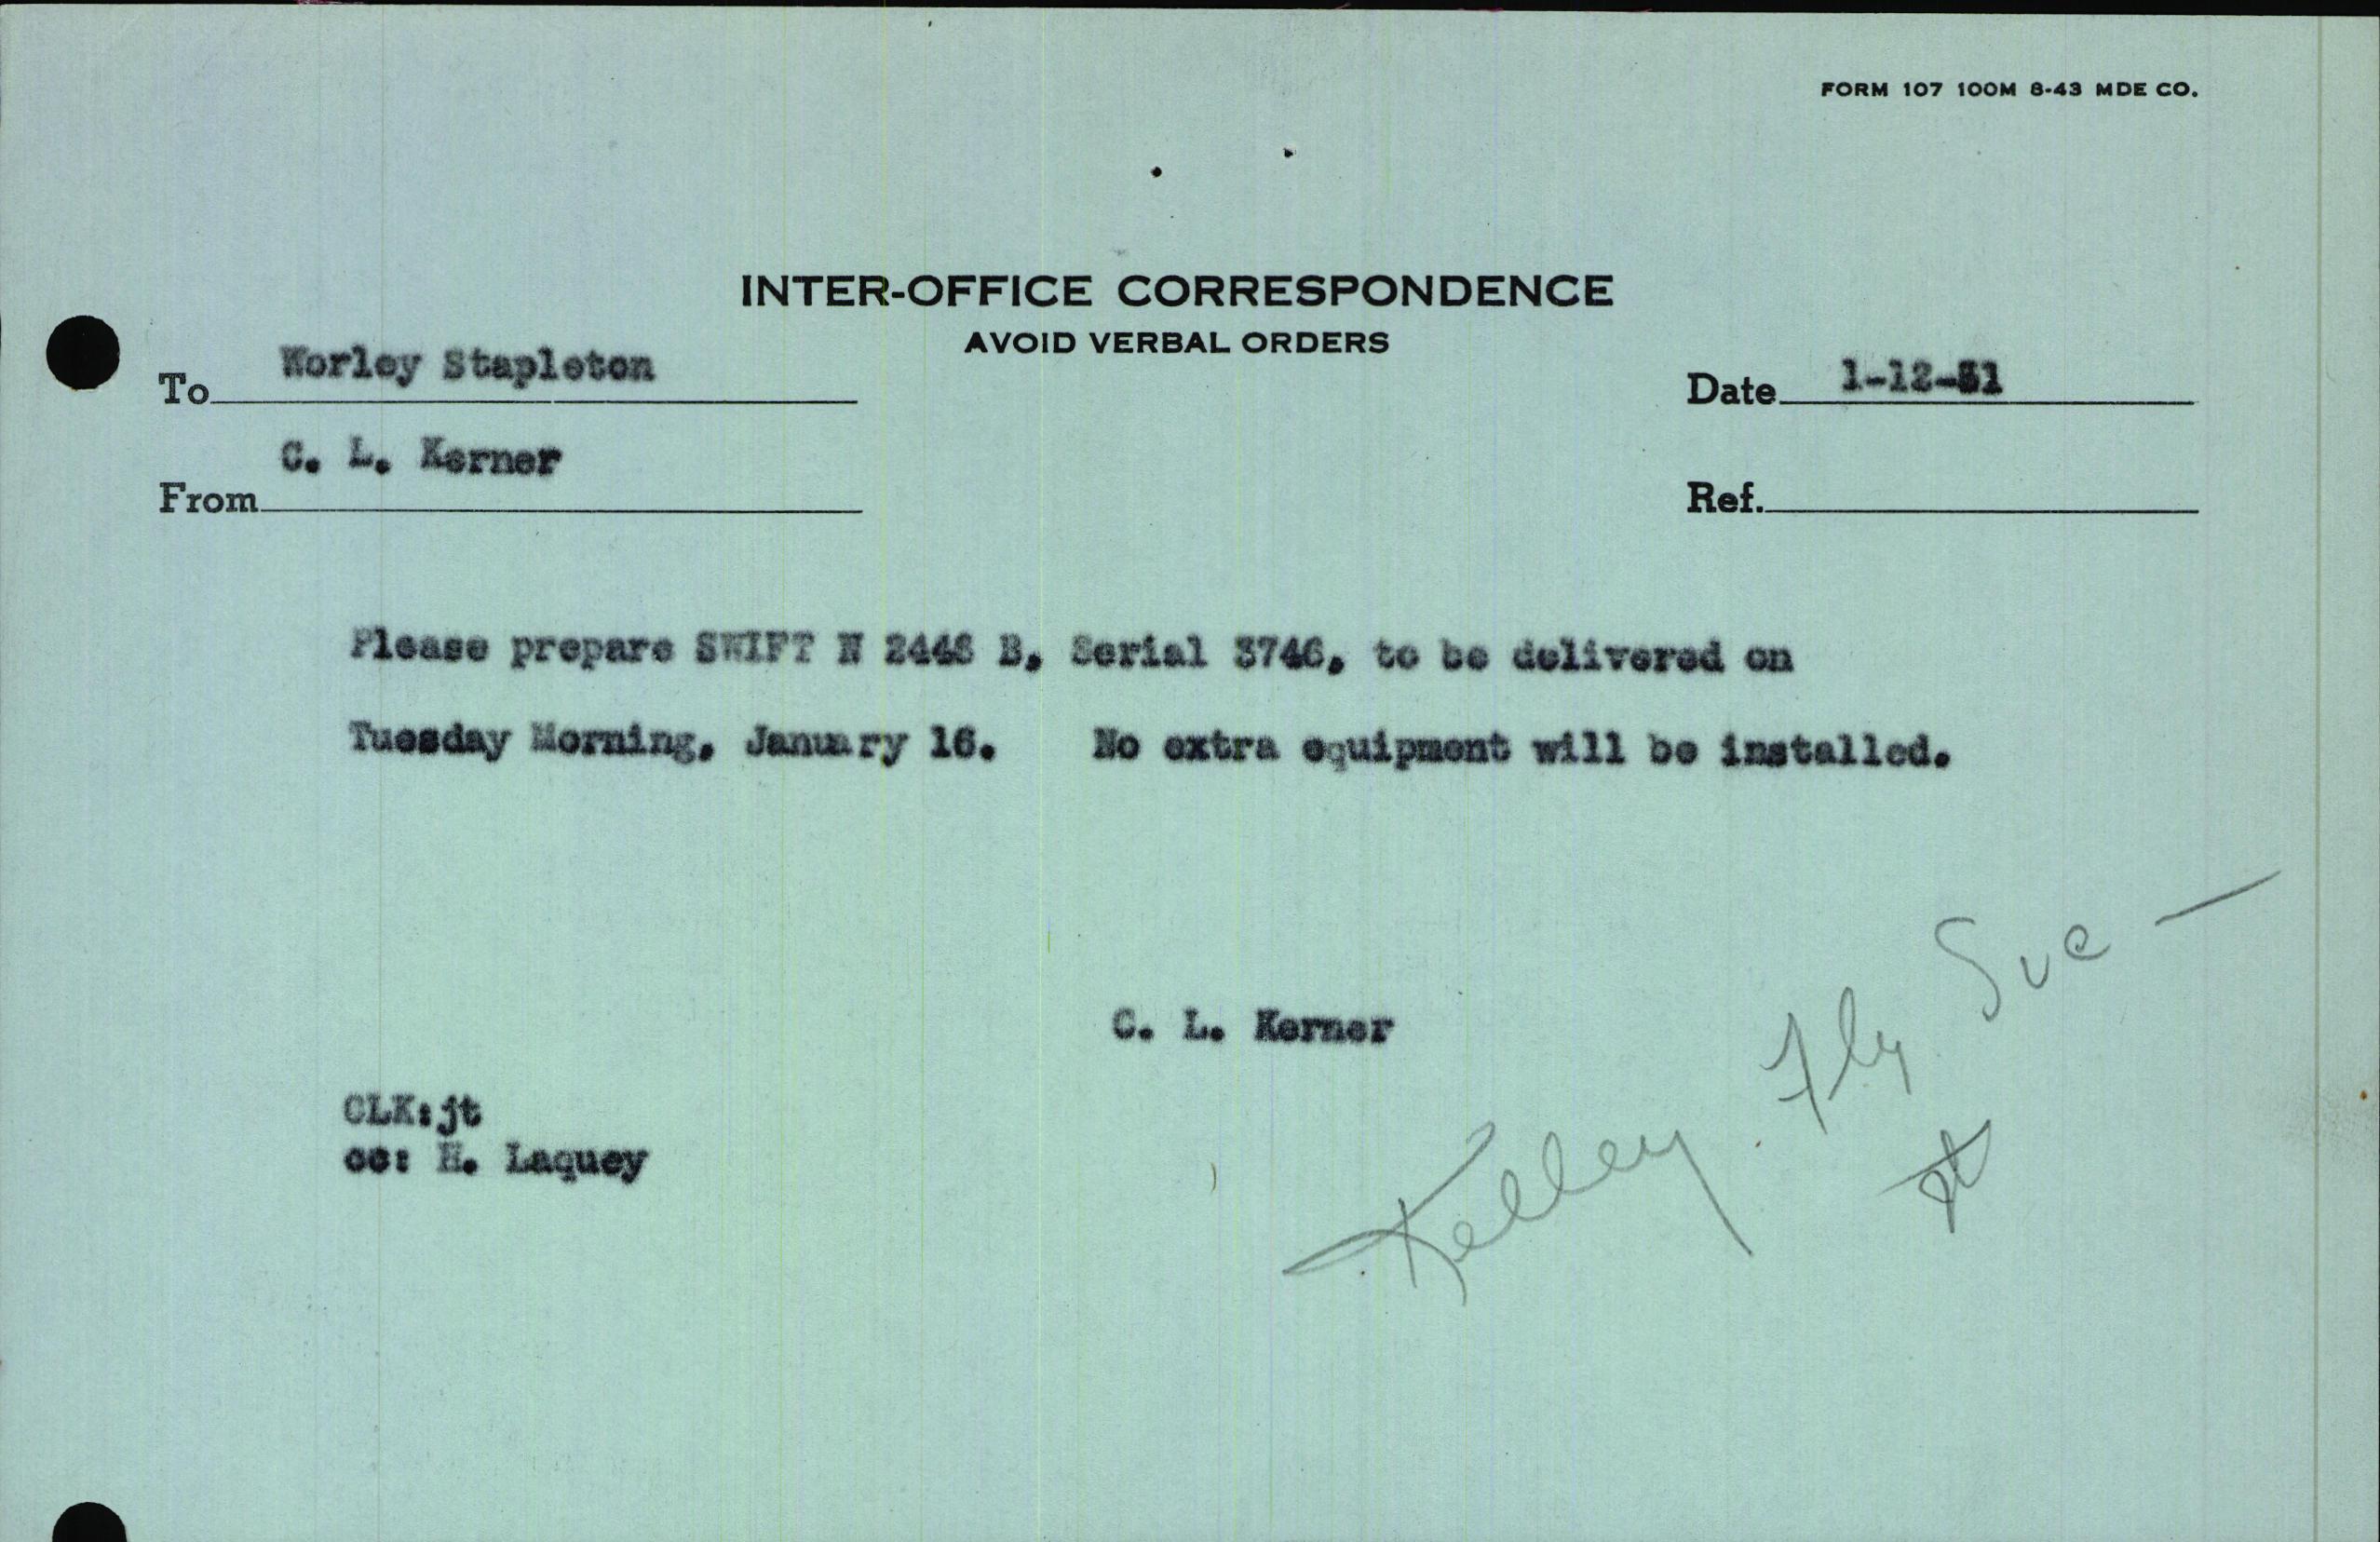 FORM 107 100M 8-43 MDE CO.
INTER-OFFICE CORRESPONDENCE
AVOID VERBAL ORDERS
To Worley Stapleton
Date 1-12-51
From C. L. Kerner
Ref.
Please prepare SWIFT N 2446 B, Serial 3746, to be delivered on
Tuesday Morning, January 16. No extra equipment will be installed.
C. L. Kerner
CLK:jt
cc: H. Laquey
Kelley Fly Sve -